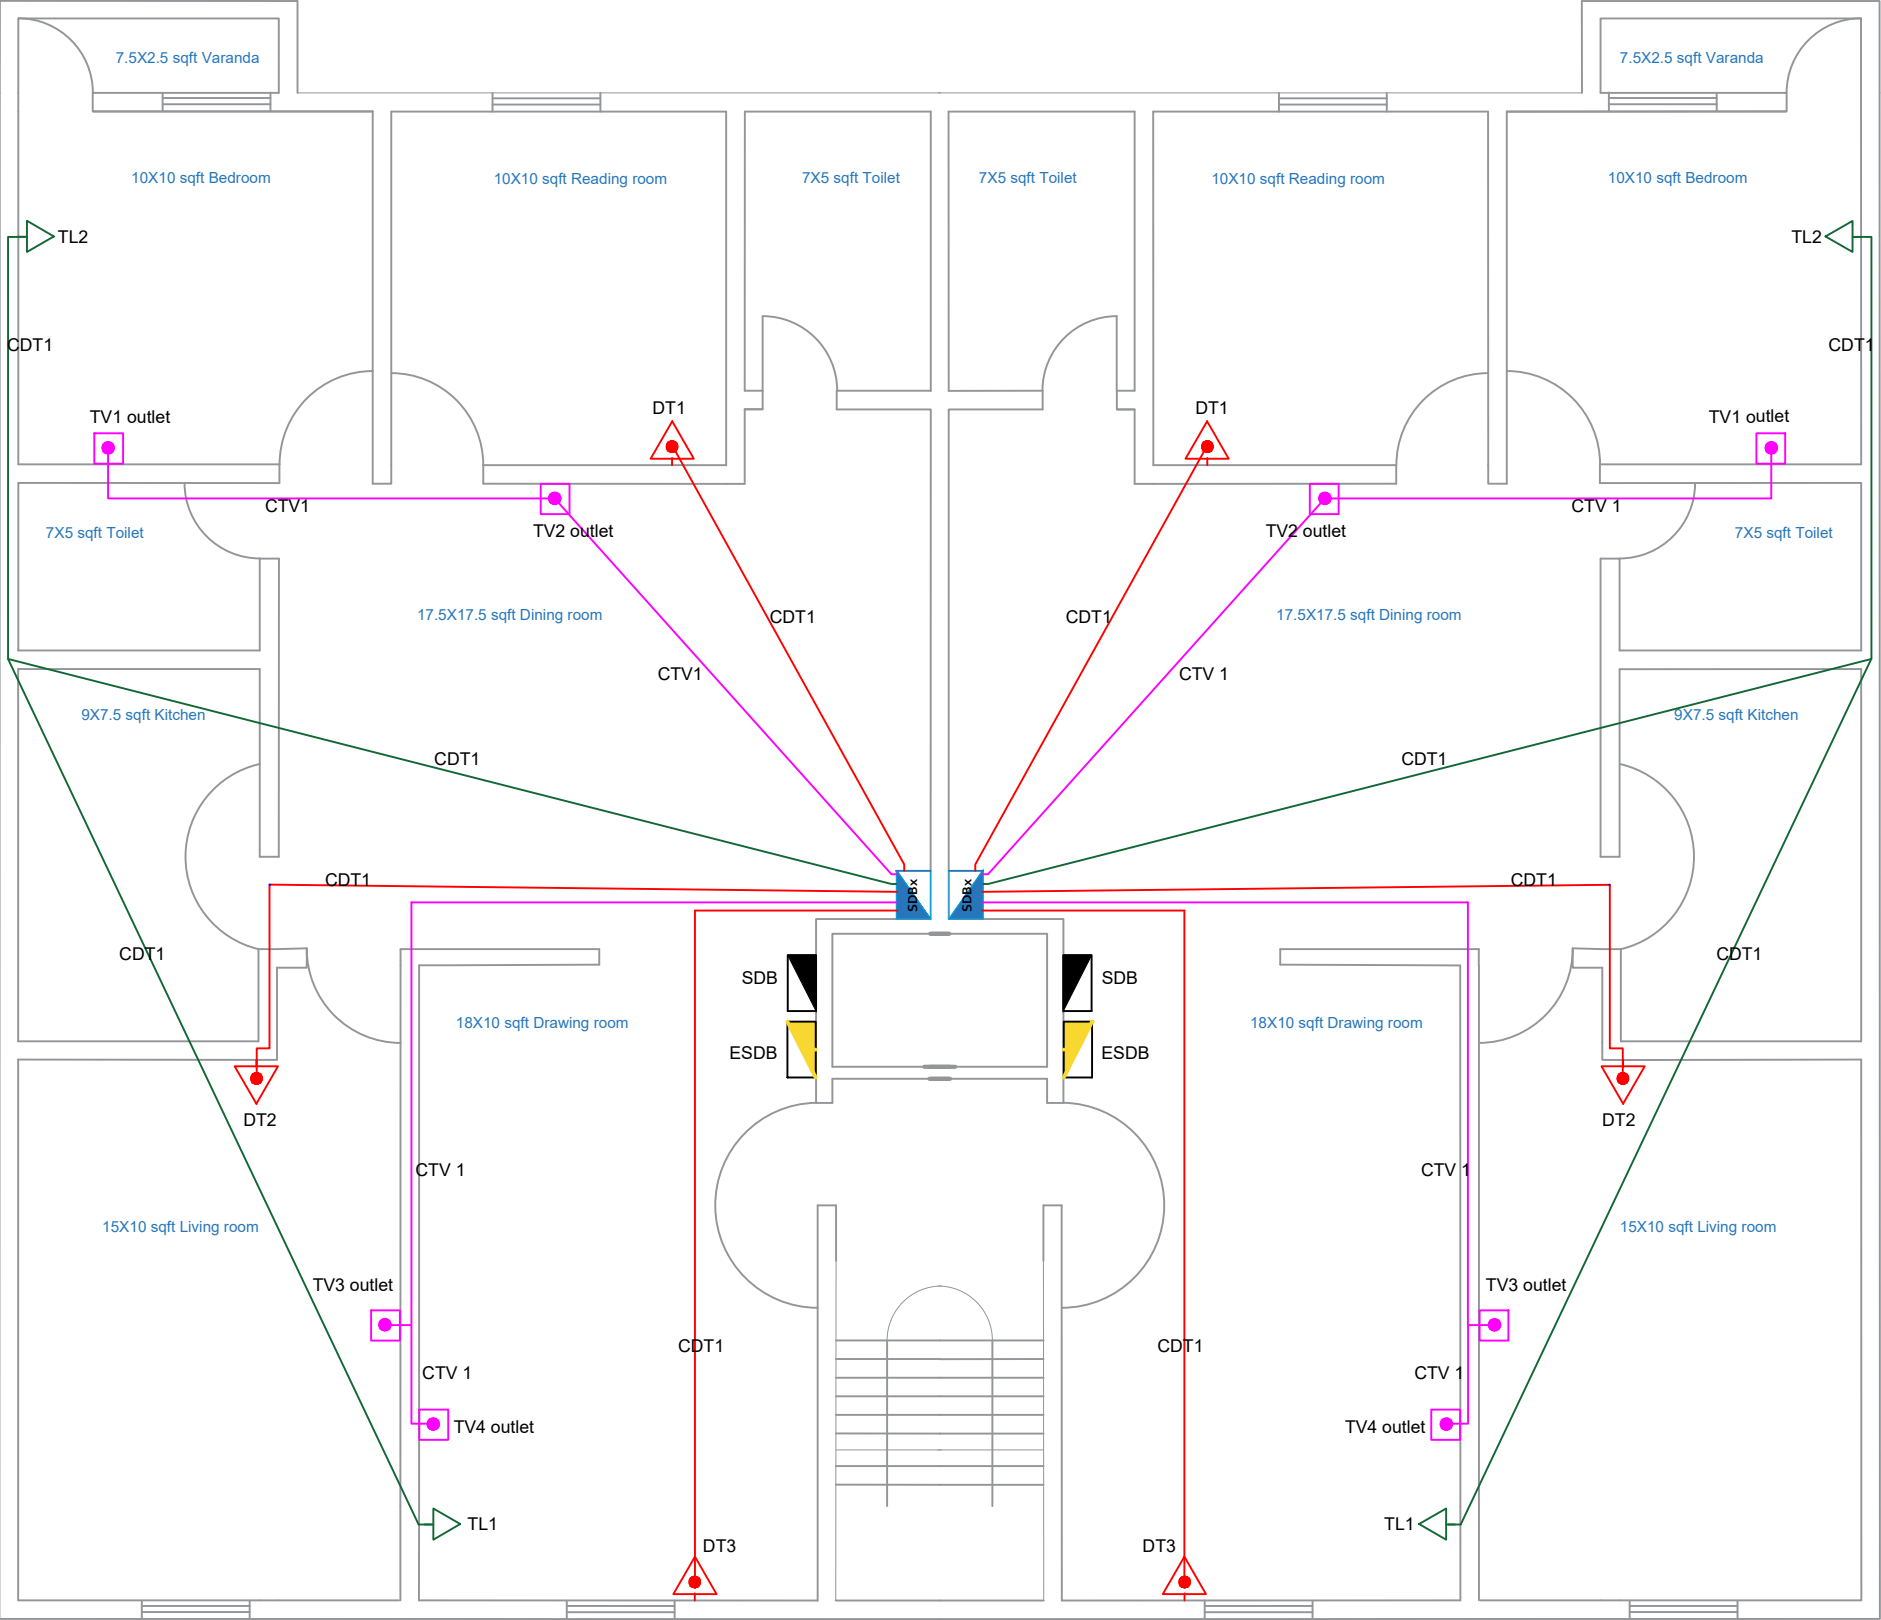 7.5X2.5 sqft Varanda
7.5X2.5 sqft Varanda
10X10 sqft Bedroom
10X10 sqft Reading room
7X5 sqft Toilet
7X5 sqft Toilet
10X10 sqft Reading room
10X10 sqft Bedroom
TL2
TL2
CDT1
CDT1
TV1 outlet
DT1
DT1
TV1 outlet
CTV1
CTV 1
7X5 sqft Toilet
TV2 outlet
TV2 outlet
7X5 sqft Toilet
17.5X17.5 sqft Dining room
CDT1
CDT1
17.5X17.5 sqft Dining room
CTV1
CTV 1
9X7.5 sqft Kitchen
9X7.5 sqft Kitchen
CDT1
CDT1
CDT1
SDBx
SDBx
CDT1
CDT1
CDT1
SDB
SDB
18X10 sqft Drawing room
18X10 sqft Drawing room
ESDB
ESDB
DT2
DT2
CTV 1
CTV 1
15X10 sqft Living room
15X10 sqft Living room
TV3 outlet
TV3 outlet
CDT1
CDT1
CTV 1
CTV 1
TV4 outlet
TV4 outlet
TL1
TL1
DT3
DT3